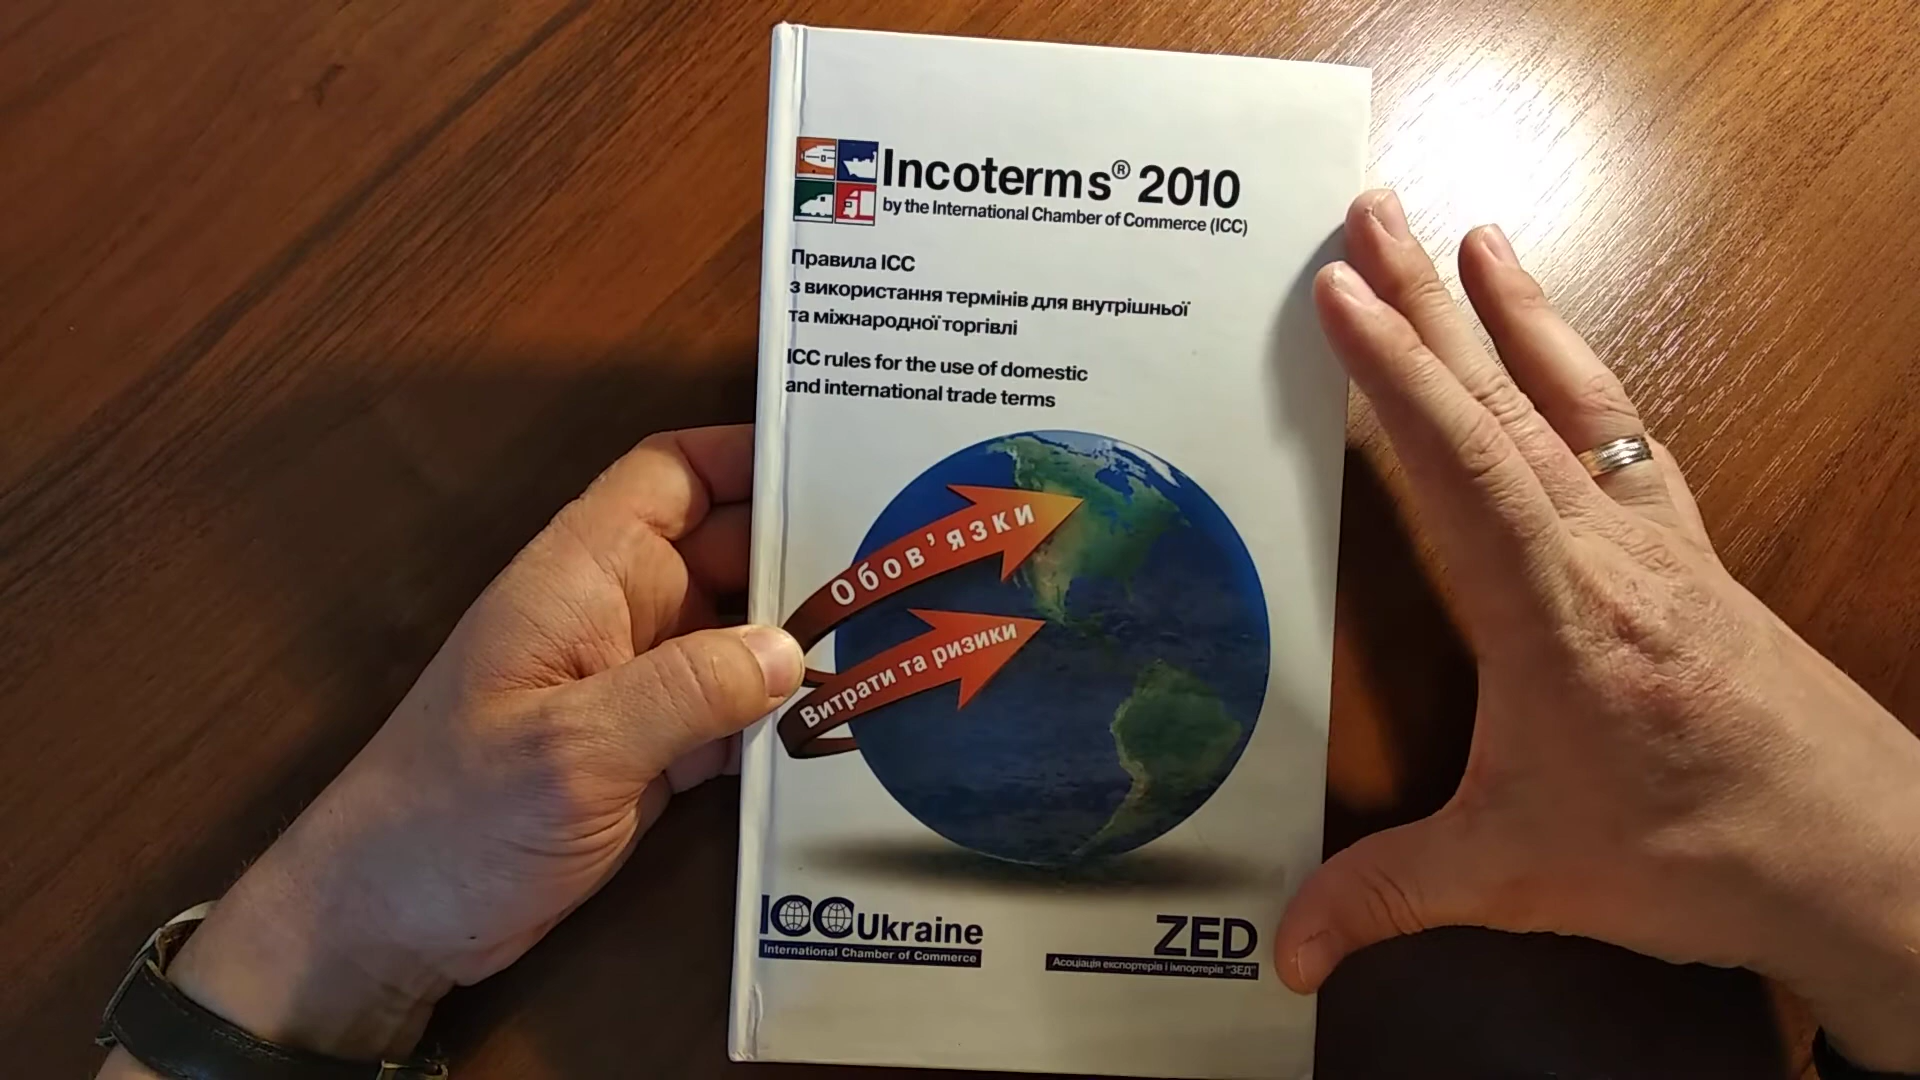 Incoterms® 2010
by the International Chamber of Commerce (ICC)
Правила ICC
з використання термінів для внутрішньої
та міжнародної торгівлі
ICC rules for the use of domestic
and international trade terms
Обов’язки
Витрати та ризики
ICC Ukraine
International Chamber of Commerce
ZED
Асоціація експортерів і імпортерів "ЗЕД"